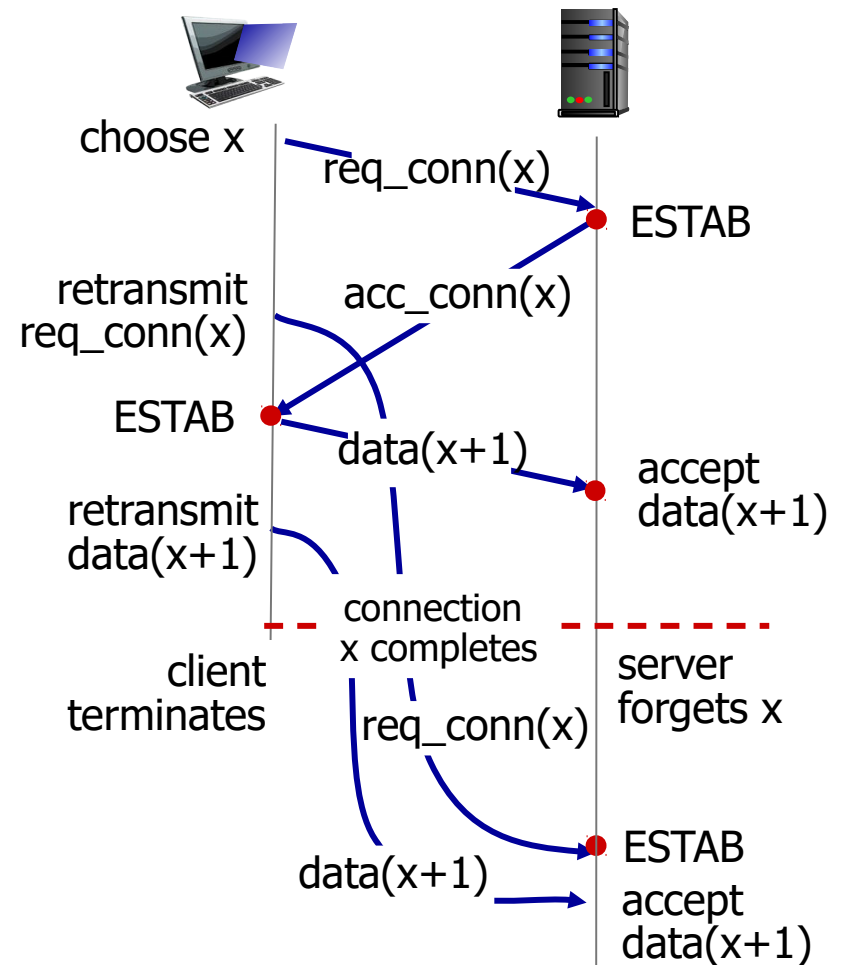 choose x
req_conn(x)
ESTAB
retransmit
req_conn(x)
acc_conn(x)
ESTAB
data(x+1)
accept
data(x+1)
retransmit
data(x+1)
connection
x completes
client
terminates
server
forgets x
req_conn(x)
ESTAB
data(x+1)
accept
data(x+1)